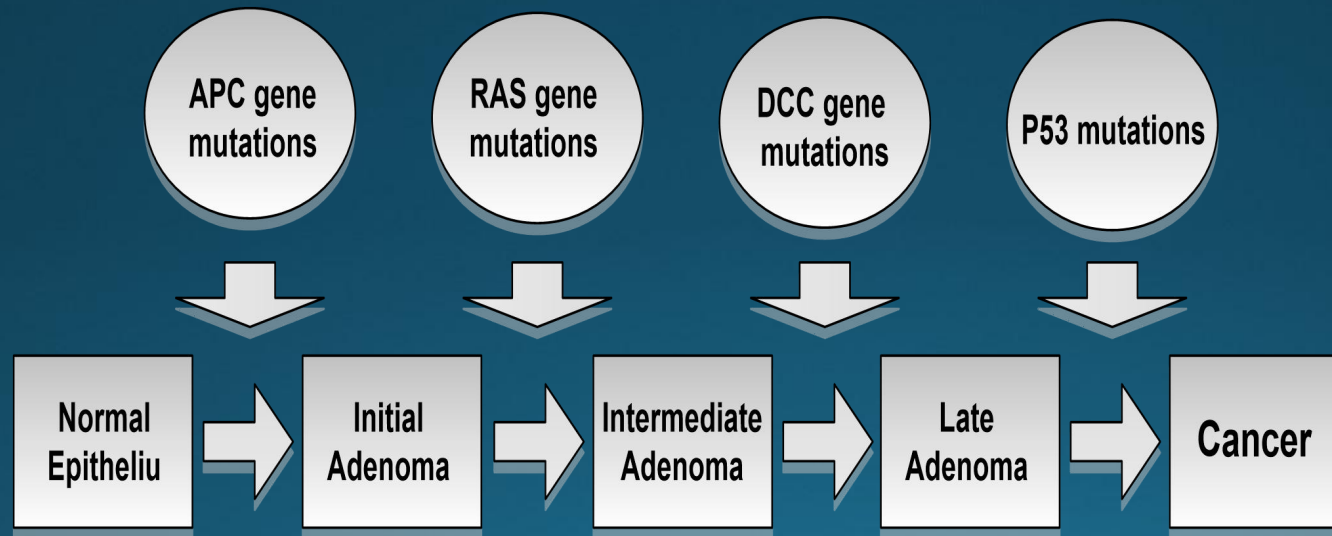 APC gene
mutations
RAS gene
mutations
DCC gene
mutations
P53 mutations
Normal
Epitheliu
Initial
Adenoma
Intermediate
Adenoma
Late
Adenoma
Cancer